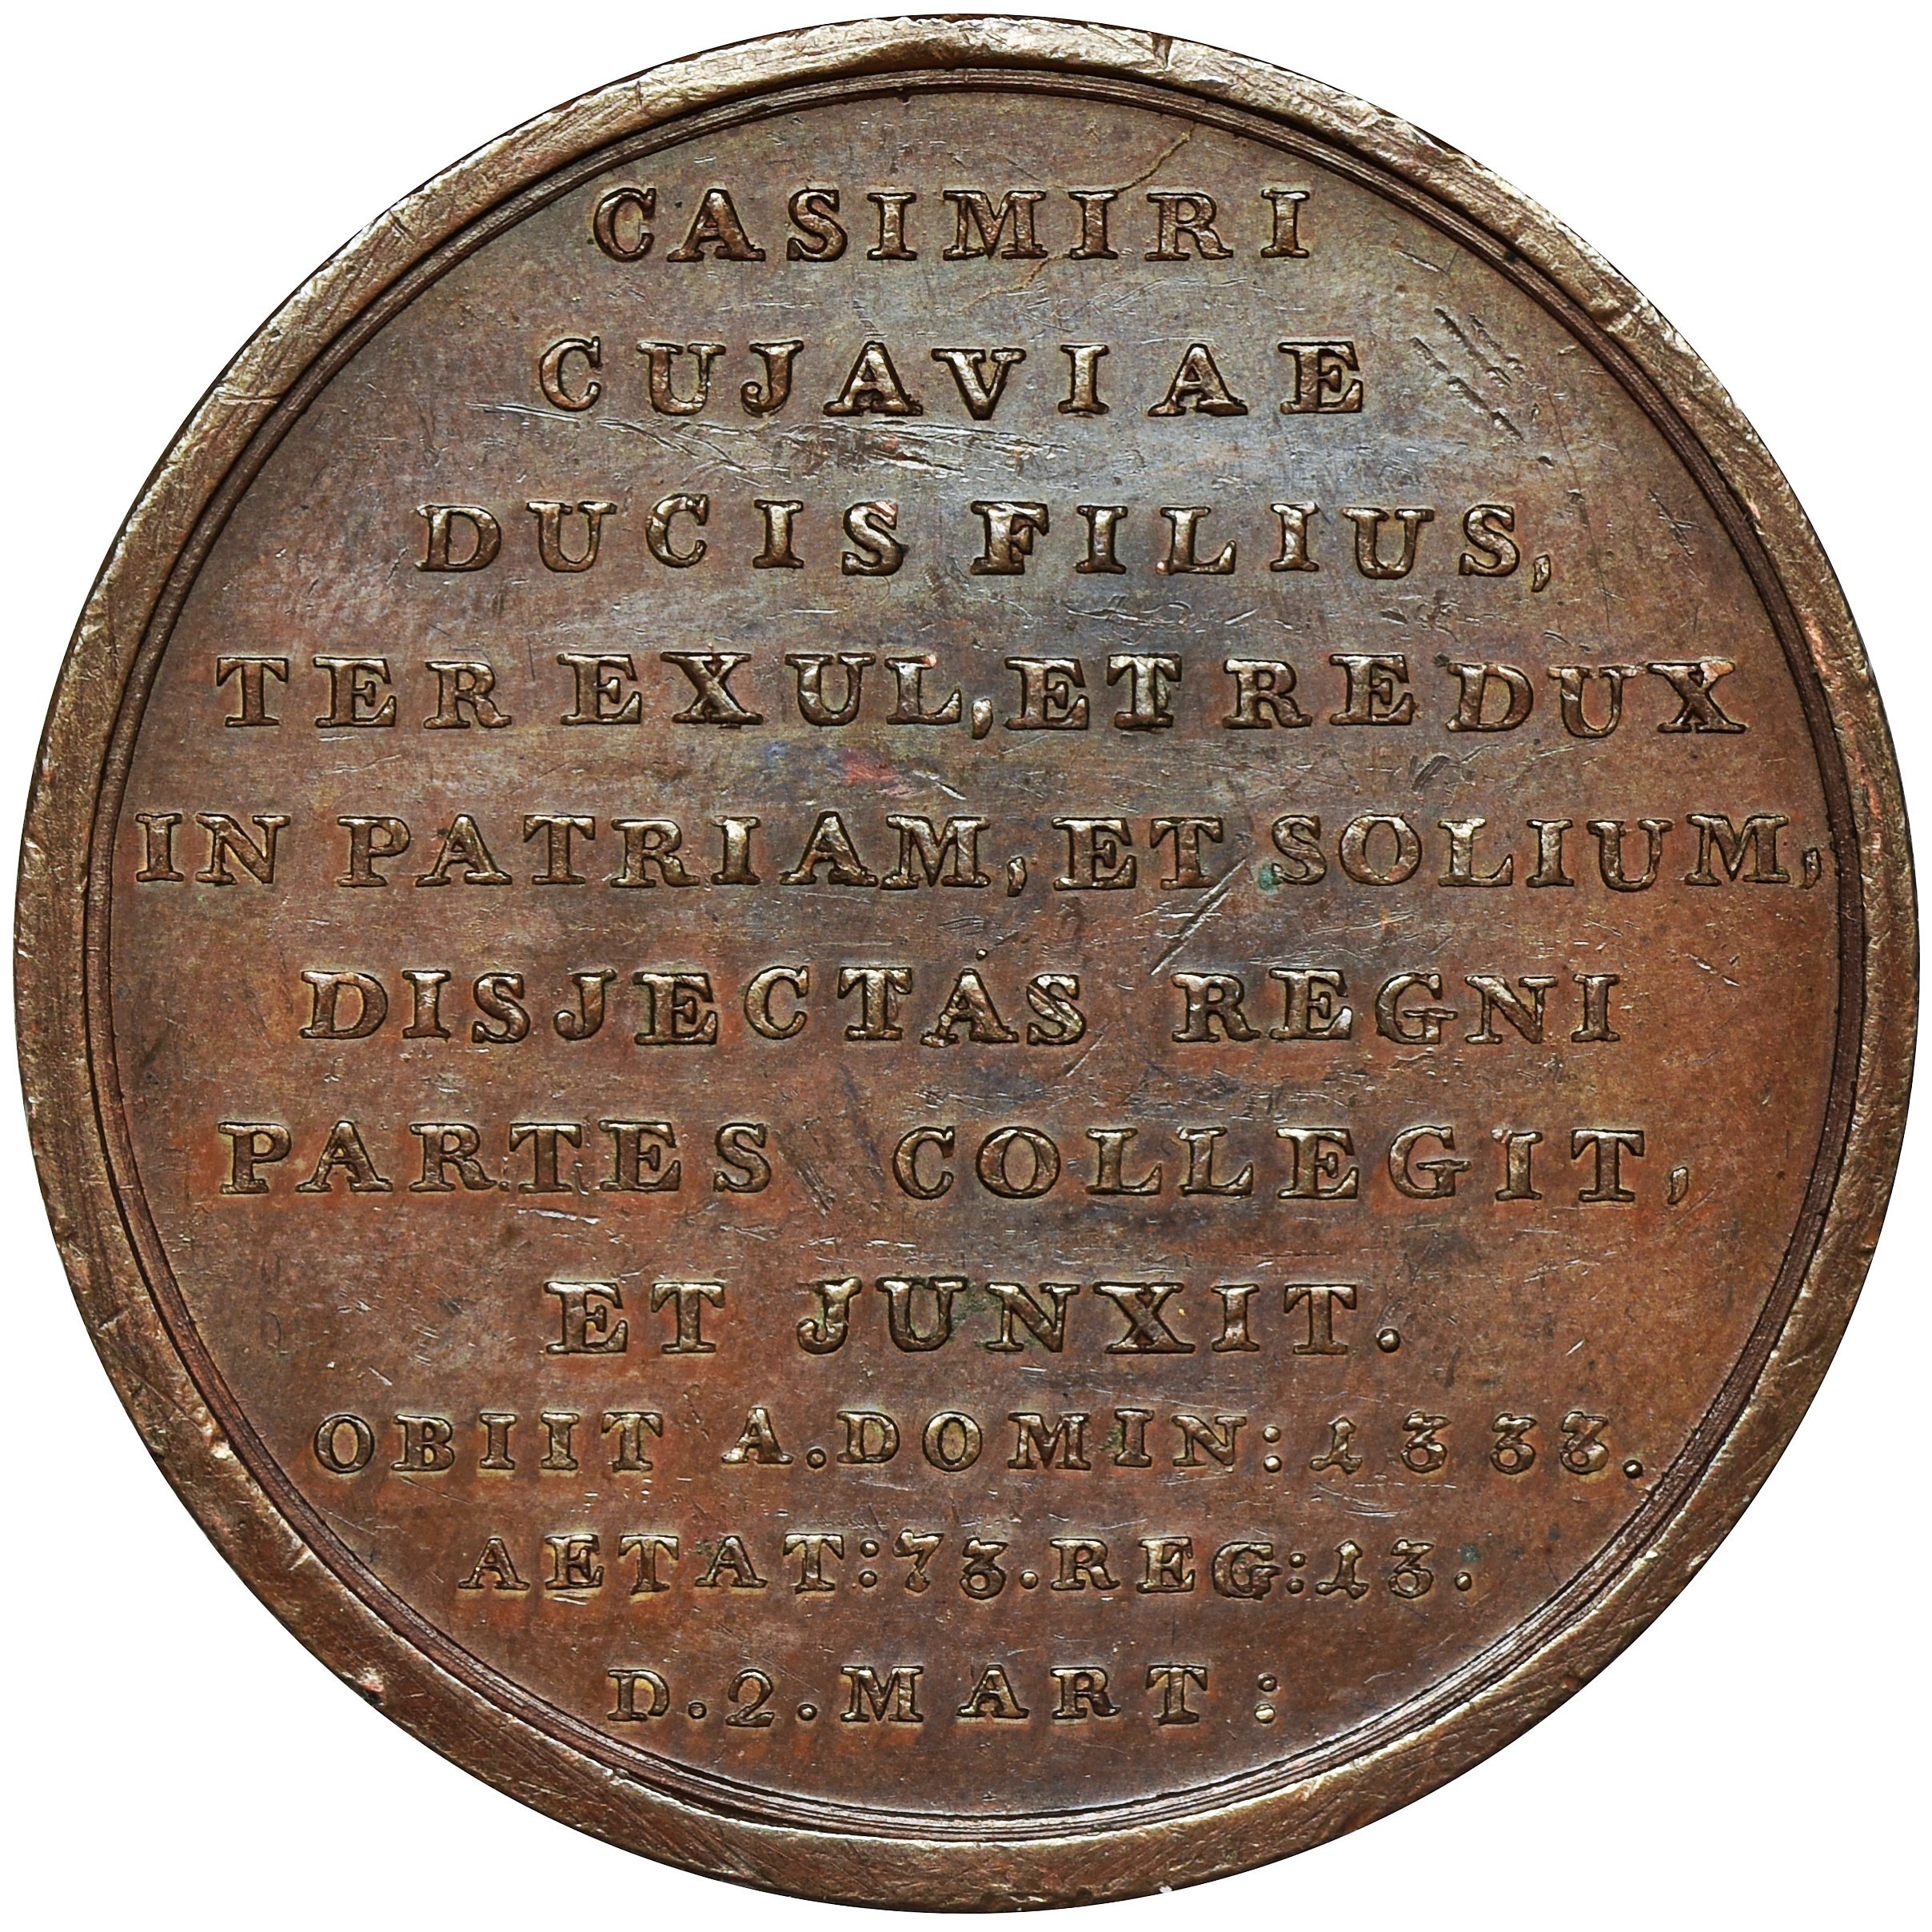 CASIMIRI
CUJAVIAE
DUCIS FILIUS,
TER EXUL, ET REDUX
IN PATRIAM, ET SOLIUM,
DISJECTAS REGNI
PARTES COLLEGIT,
ET JUNXIT.
OBIIT A.DOMIN:1333.
AETAT:73.REG:13.
D.2.MART: